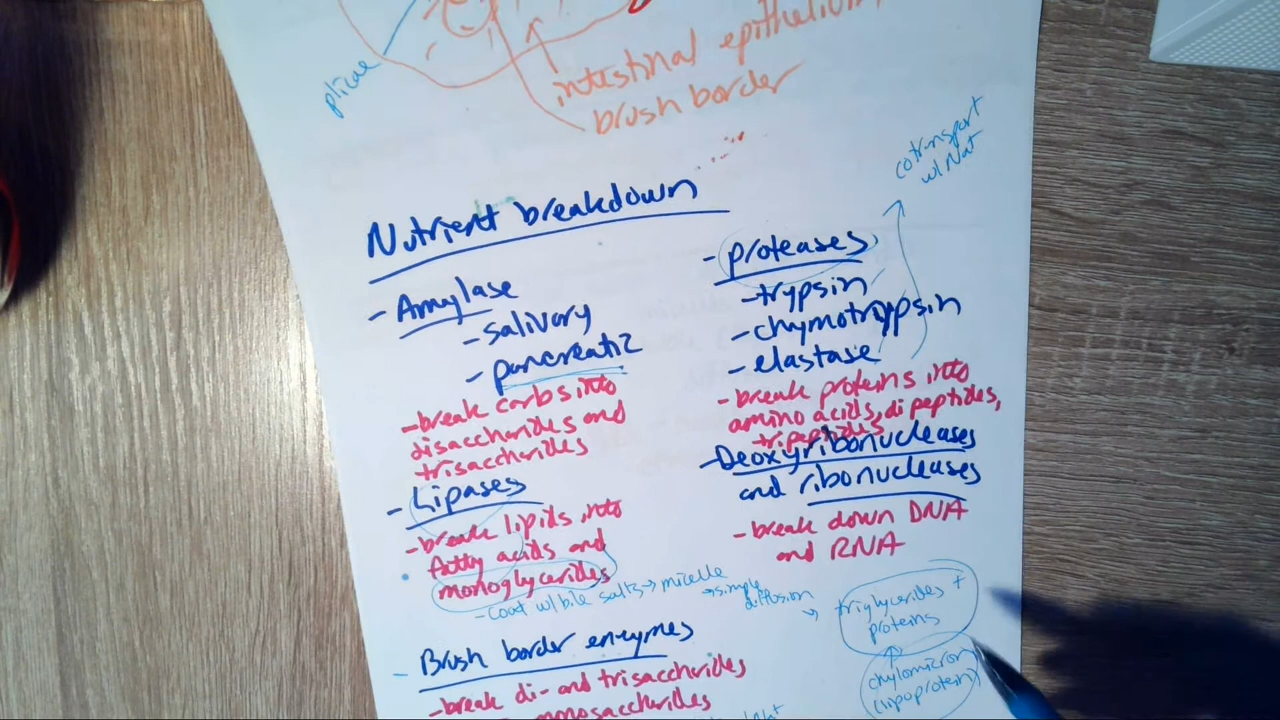 plicae
intestinal epithelium
brush border
cotransport
w/ Na+
Nutrient breakdown
- Amylase
- salivary
- pancreatic
- break carbs into
disaccharides and
trisaccharides
- Lipases
- break lipids into
fatty acids and
monoglycerides
- coat w/ bile salts → micelle
→ simple
diffusion
- Brush border enzymes
- break di- and trisaccharides
monosaccharides
- proteases
- trypsin
- chymotrypsin
- elastase
- break proteins into
amino acids, di peptides,
tripeptides
- Deoxyribonucleases
and ribonucleases
- break down DNA
and RNA
triglycerides +
proteins
chylomicron
(lipoprotein)